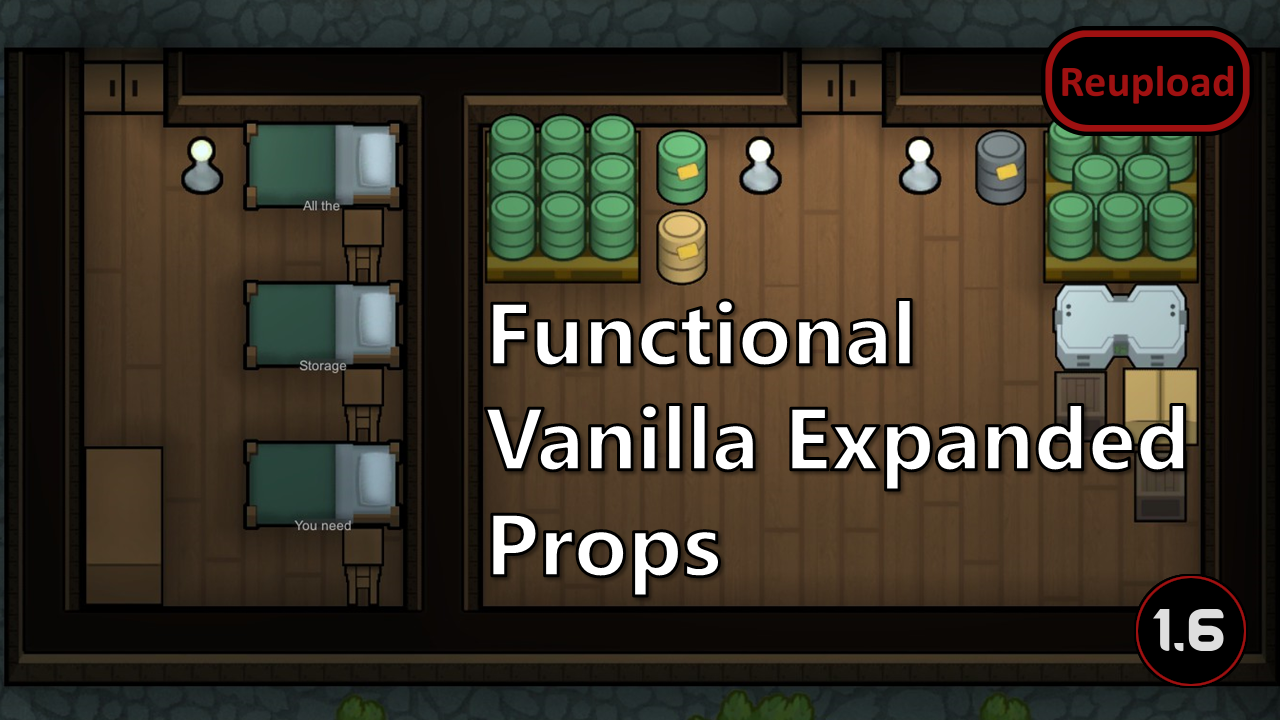 Reupload
All the
Storage
You need
Functional
Vanilla Expanded
Props
1.6